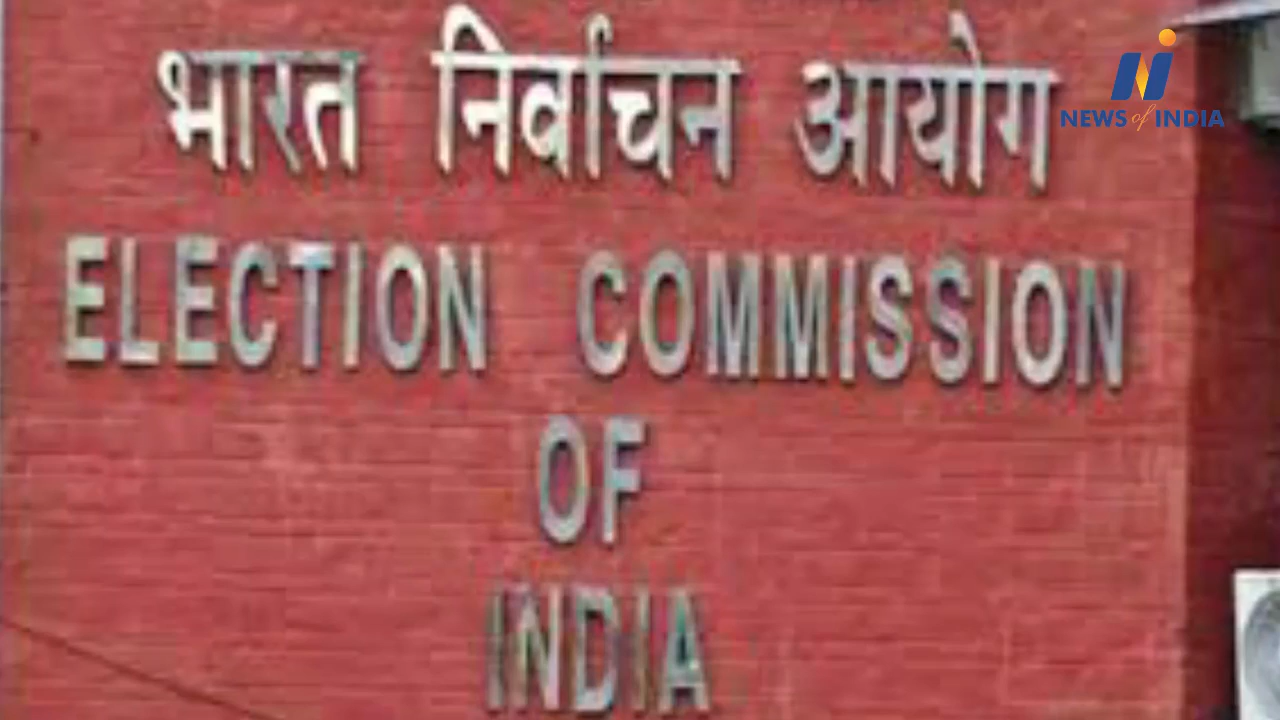 भारत निर्वाचन आयोग
NEWS of INDIA
ELECTION COMMISSION
OF
INDIA